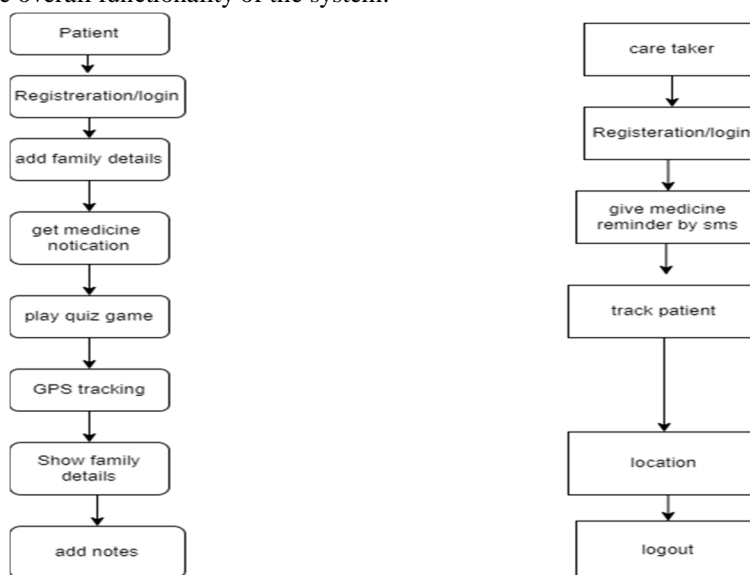 e overall functionality of the system.
Patient
Registreration/login
add family details
get medicine
notication
play quiz game
GPS tracking
Show family
details
add notes
care taker
Registeration/login
give medicine
reminder by sms
track patient
location
logout